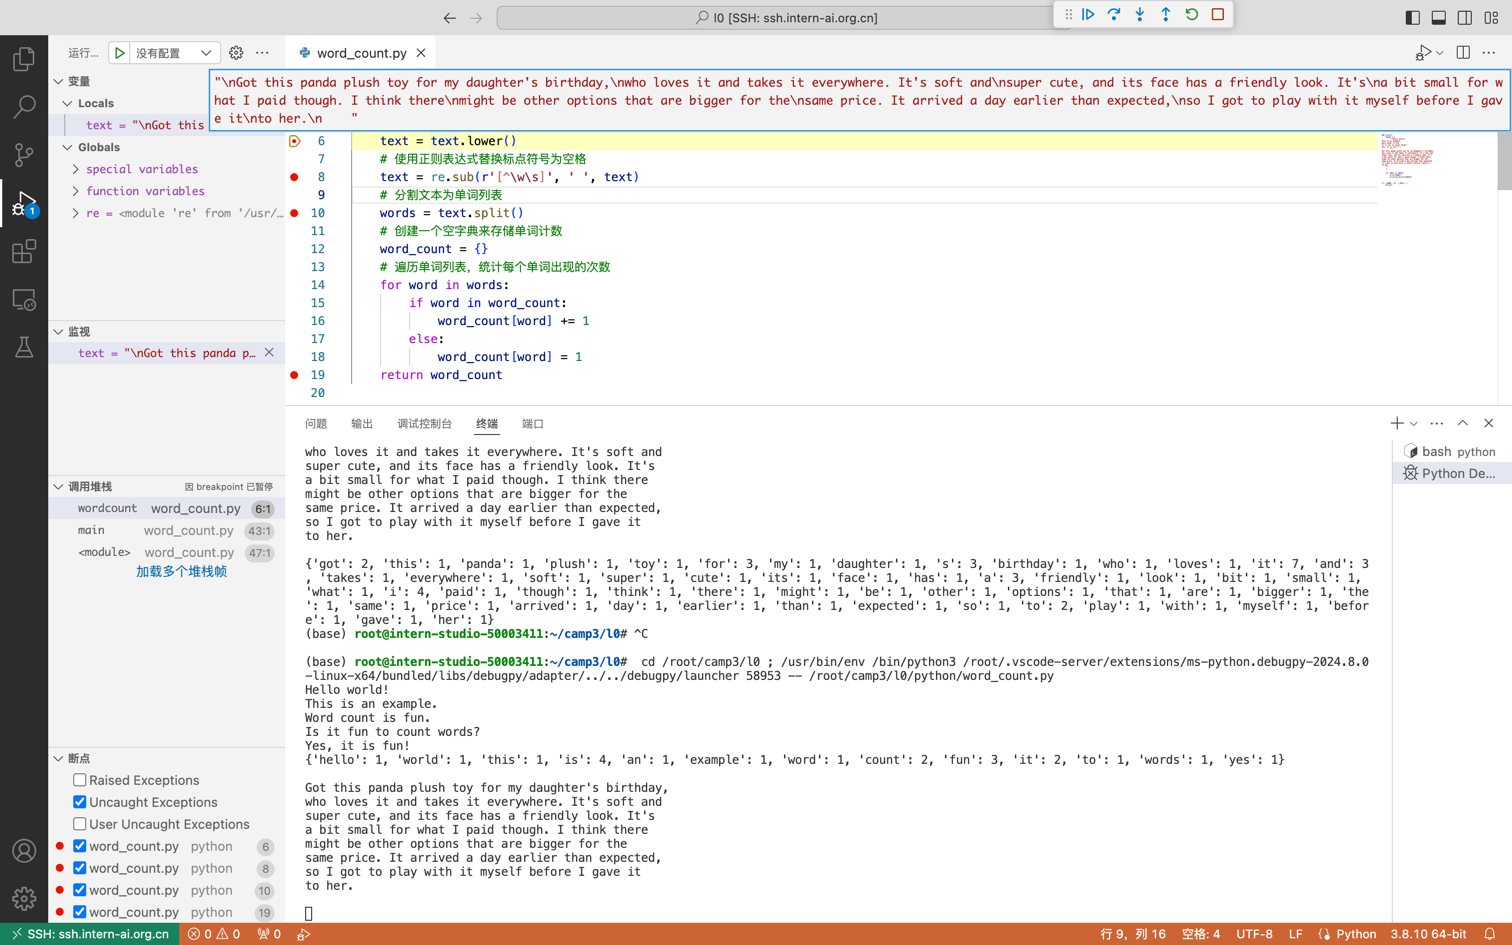 l0 [SSH: ssh.intern-ai.org.cn]
运行...
没有配置
word_count.py
变量
Locals
text = "\nGot this
Globals
special variables
function variables
re = <module 're' from '/usr/...
"\nGot this panda plush toy for my daughter's birthday,\nwho loves it and takes it everywhere. It's soft and\nsuper cute, and its face has a friendly look. It's\na bit small for w
hat I paid though. I think there\nmight be other options that are bigger for the\nsame price. It arrived a day earlier than expected,\nso I got to play with it myself before I gav
e it\nto her.\n    "
6 text = text.lower()
7 # 使用正则表达式替换标点符号为空格
8 text = re.sub(r'[^\w\s]', ' ', text)
9 # 分割文本为单词列表
10 words = text.split()
11 # 创建一个空字典来存储单词计数
12 word_count = {}
13 # 遍历单词列表，统计每个单词出现的次数
14 for word in words:
15 if word in word_count:
16 word_count[word] += 1
17 else:
18 word_count[word] = 1
19 return word_count
20
1
监视
text = "\nGot this panda p...
调用堆栈
因 breakpoint 已暂停
wordcount word_count.py 6:1
main word_count.py 43:1
<module> word_count.py 47:1
加载多个堆栈帧
断点
Raised Exceptions
Uncaught Exceptions
User Uncaught Exceptions
word_count.py python 6
word_count.py python 8
word_count.py python 10
word_count.py python 19
问题 输出 调试控制台 终端 端口
bash python
Python De...
who loves it and takes it everywhere. It's soft and
super cute, and its face has a friendly look. It's
a bit small for what I paid though. I think there
might be other options that are bigger for the
same price. It arrived a day earlier than expected,
so I got to play with it myself before I gave it
to her.
{'got': 2, 'this': 1, 'panda': 1, 'plush': 1, 'toy': 1, 'for': 3, 'my': 1, 'daughter': 1, 's': 3, 'birthday': 1, 'who': 1, 'loves': 1, 'it': 7, 'and': 3
, 'takes': 1, 'everywhere': 1, 'soft': 1, 'super': 1, 'cute': 1, 'its': 1, 'face': 1, 'has': 1, 'a': 3, 'friendly': 1, 'look': 1, 'bit': 1, 'small': 1,
'what': 1, 'i': 4, 'paid': 1, 'though': 1, 'think': 1, 'there': 1, 'might': 1, 'be': 1, 'other': 1, 'options': 1, 'that': 1, 'are': 1, 'bigger': 1, 'the
': 1, 'same': 1, 'price': 1, 'arrived': 1, 'day': 1, 'earlier': 1, 'than': 1, 'expected': 1, 'so': 1, 'to': 2, 'play': 1, 'with': 1, 'myself': 1, 'befor
e': 1, 'gave': 1, 'her': 1}
(base) root@intern-studio-50003411:~/camp3/l0# ^C
(base) root@intern-studio-50003411:~/camp3/l0#  cd /root/camp3/l0 ; /usr/bin/env /bin/python3 /root/.vscode-server/extensions/ms-python.debugpy-2024.8.0
-linux-x64/bundled/libs/debugpy/adapter/../../debugpy/launcher 58953 -- /root/camp3/l0/python/word_count.py
Hello world!
This is an example.
Word count is fun.
Is it fun to count words?
Yes, it is fun!
{'hello': 1, 'world': 1, 'this': 1, 'is': 4, 'an': 1, 'example': 1, 'word': 1, 'count': 2, 'fun': 3, 'it': 2, 'to': 1, 'words': 1, 'yes': 1}
Got this panda plush toy for my daughter's birthday,
who loves it and takes it everywhere. It's soft and
super cute, and its face has a friendly look. It's
a bit small for what I paid though. I think there
might be other options that are bigger for the
same price. It arrived a day earlier than expected,
so I got to play with it myself before I gave it
to her.
SSH: ssh.intern-ai.org.cn 0 0 0
行 9，列 16 空格: 4 UTF-8 LF Python 3.8.10 64-bit